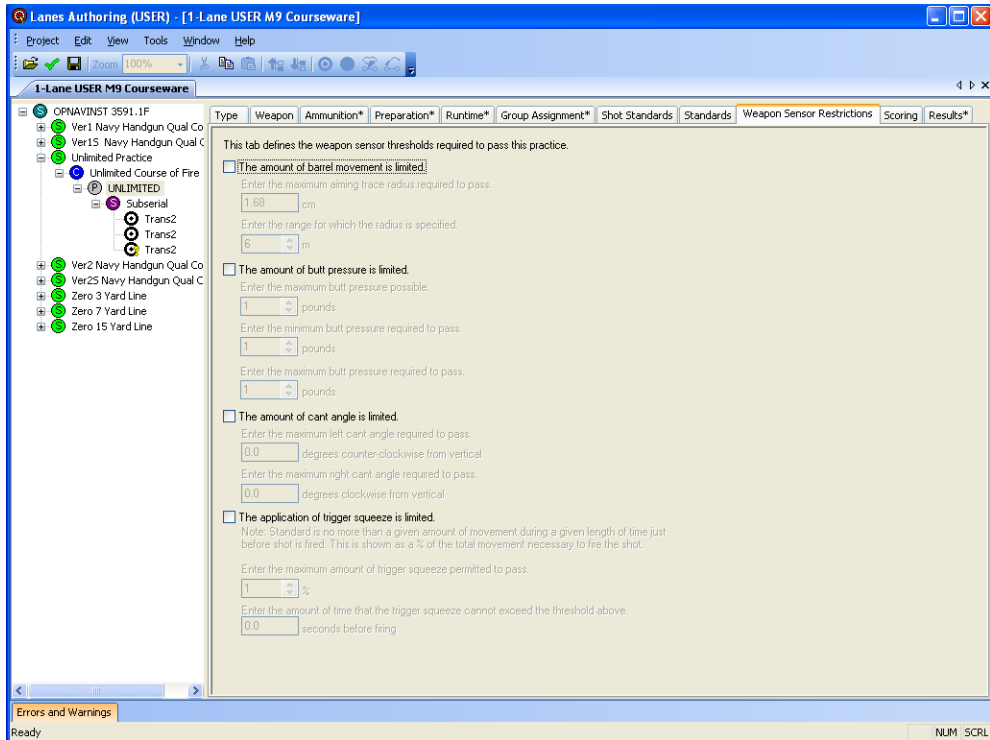 Lanes Authoring (USER) - [1-Lane USER M9 Courseware]
Project Edit View Tools Window Help
Zoom 100%
1-Lane USER M9 Courseware
OPNAVINST 3591.1F
Ver1 Navy Handgun Qual Co
Ver1S Navy Handgun Qual C
Unlimited Practice
Unlimited Course of Fire
UNLIMITED
Subserial
Trans2
Trans2
Trans2
Ver2 Navy Handgun Qual Co
Ver2S Navy Handgun Qual C
Zero 3 Yard Line
Zero 7 Yard Line
Zero 15 Yard Line
Type Weapon Ammunition* Preparation* Runtime* Group Assignment* Shot Standards Standards Weapon Sensor Restrictions Scoring Results*
This tab defines the weapon sensor thresholds required to pass this practice.
The amount of barrel movement is limited.
Enter the maximum aiming trace radius required to pass.
1.68 cm
Enter the range for which the radius is specified.
6 m
The amount of butt pressure is limited.
Enter the maximum butt pressure possible.
1 pounds
Enter the minimum butt pressure required to pass.
1 pounds
Enter the maximum butt pressure required to pass.
1 pounds
The amount of cant angle is limited.
Enter the maximum left cant angle required to pass.
0.0 degrees counter-clockwise from vertical
Enter the maximum right cant angle required to pass.
0.0 degrees clockwise from vertical
The application of trigger squeeze is limited.
Note: Standard is no more than a given amount of movement during a given length of time just
before shot is fired. This is shown as a % of the total movement necessary to fire the shot.
Enter the maximum amount of trigger squeeze permitted to pass.
1 %
Enter the amount of time that the trigger squeeze cannot exceed the threshold above.
0.0 seconds before firing
Errors and Warnings
Ready
NUM SCRL